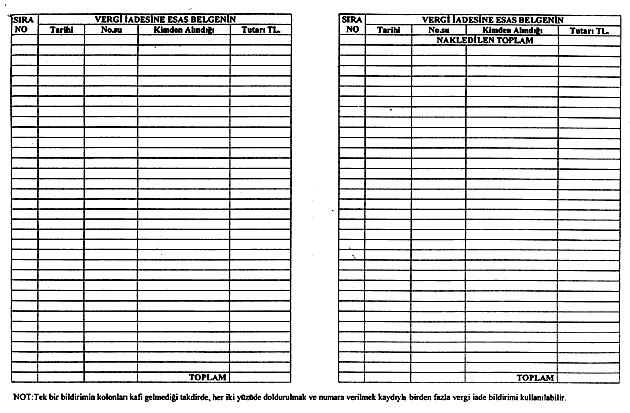 SIRA NO VERGİ İADESİNE ESAS BELGENİN
Tarihi No.su Kimden Alındığı Tutarı TL.
TOPLAM
SIRA NO VERGİ İADESİNE ESAS BELGENİN
Tarihi No.su Kimden Alındığı Tutarı TL.
NAKLEDİLEN TOPLAM
TOPLAM
NOT:Tek bir bildirimin kolonları kafi gelmediği takdirde, her iki yüzüde doldurulmak ve numara verilmek kaydıyla birden fazla vergi iade bildirimi kullanılabilir.